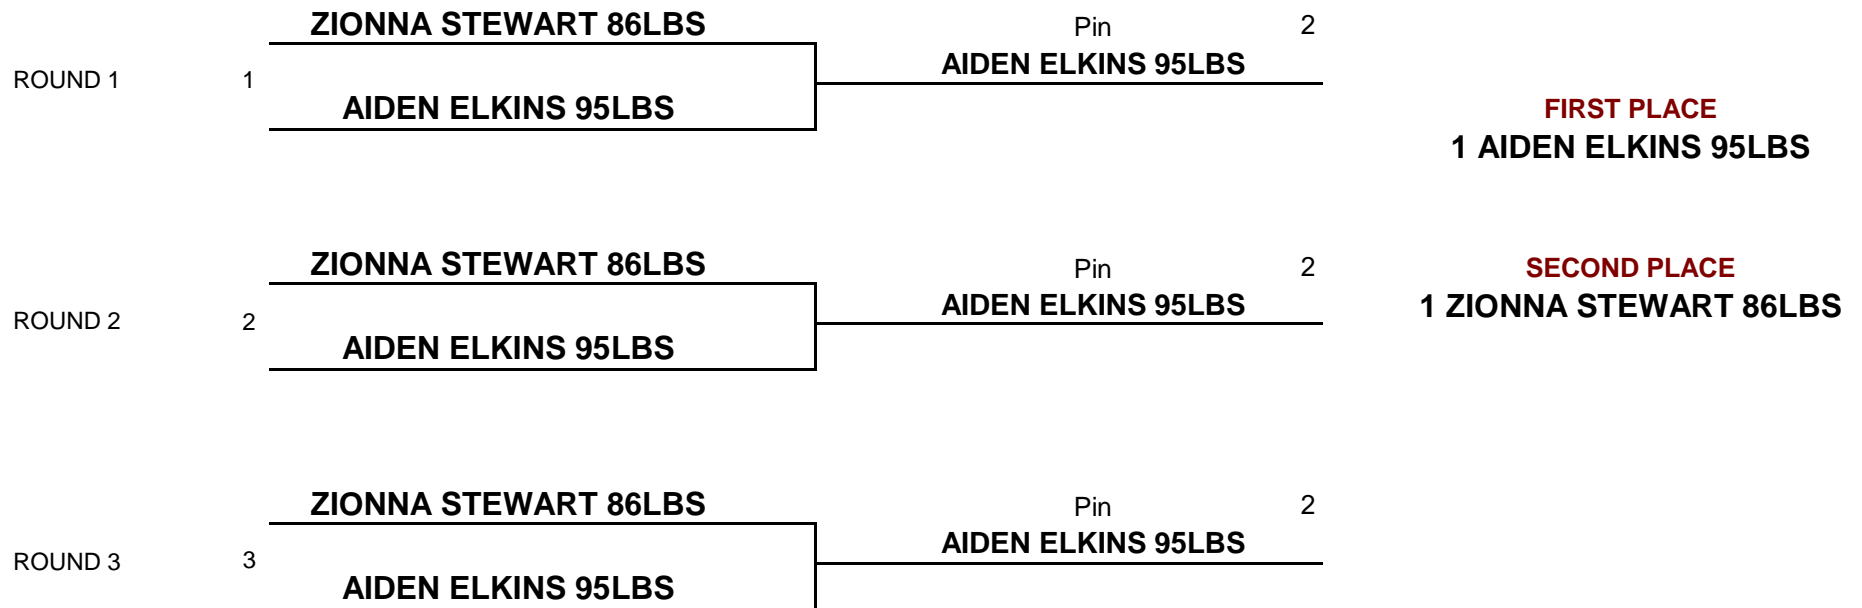 ZIONNA STEWART 86LBS
Pin 2
AIDEN ELKINS 95LBS
ROUND 1 1
AIDEN ELKINS 95LBS
FIRST PLACE
1 AIDEN ELKINS 95LBS
ZIONNA STEWART 86LBS
Pin 2
SECOND PLACE
AIDEN ELKINS 95LBS
1 ZIONNA STEWART 86LBS
ROUND 2 2
AIDEN ELKINS 95LBS
ZIONNA STEWART 86LBS
Pin 2
AIDEN ELKINS 95LBS
ROUND 3 3
AIDEN ELKINS 95LBS